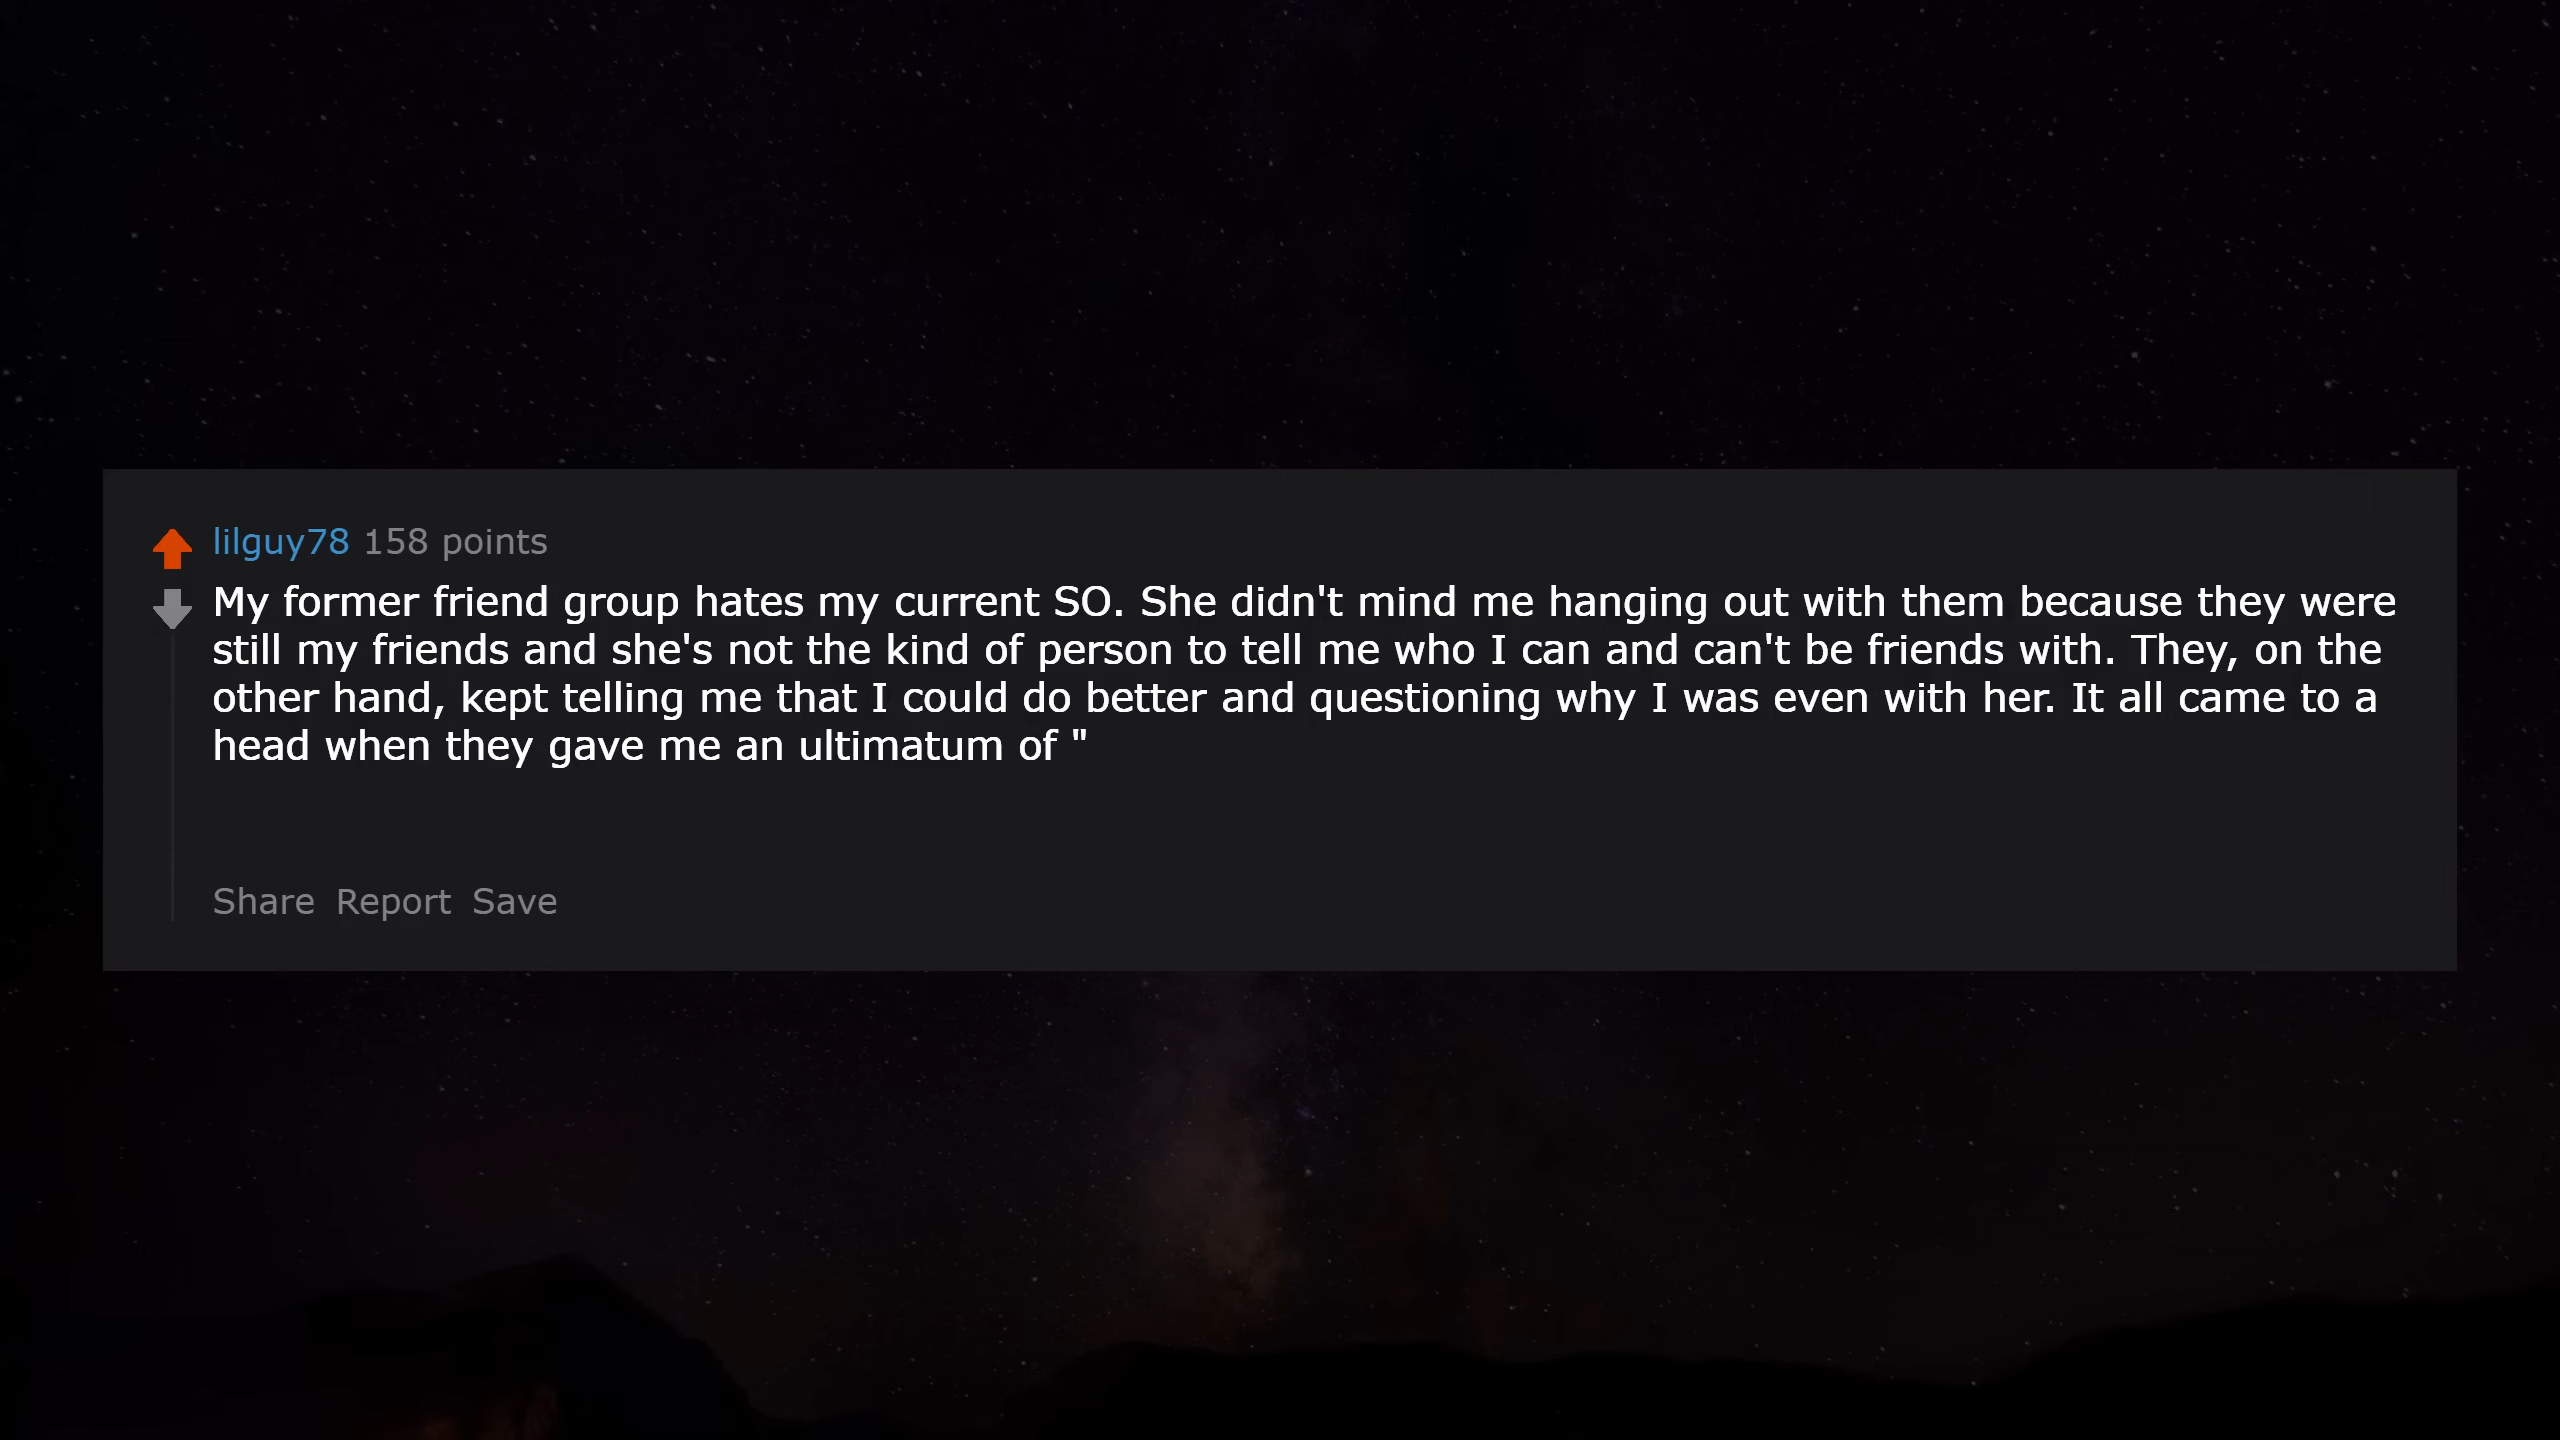 lilguy78 158 points
My former friend group hates my current SO. She didn't mind me hanging out with them because they were
still my friends and she's not the kind of person to tell me who I can and can't be friends with. They, on the
other hand, kept telling me that I could do better and questioning why I was even with her. It all came to a
head when they gave me an ultimatum of "
Share Report Save